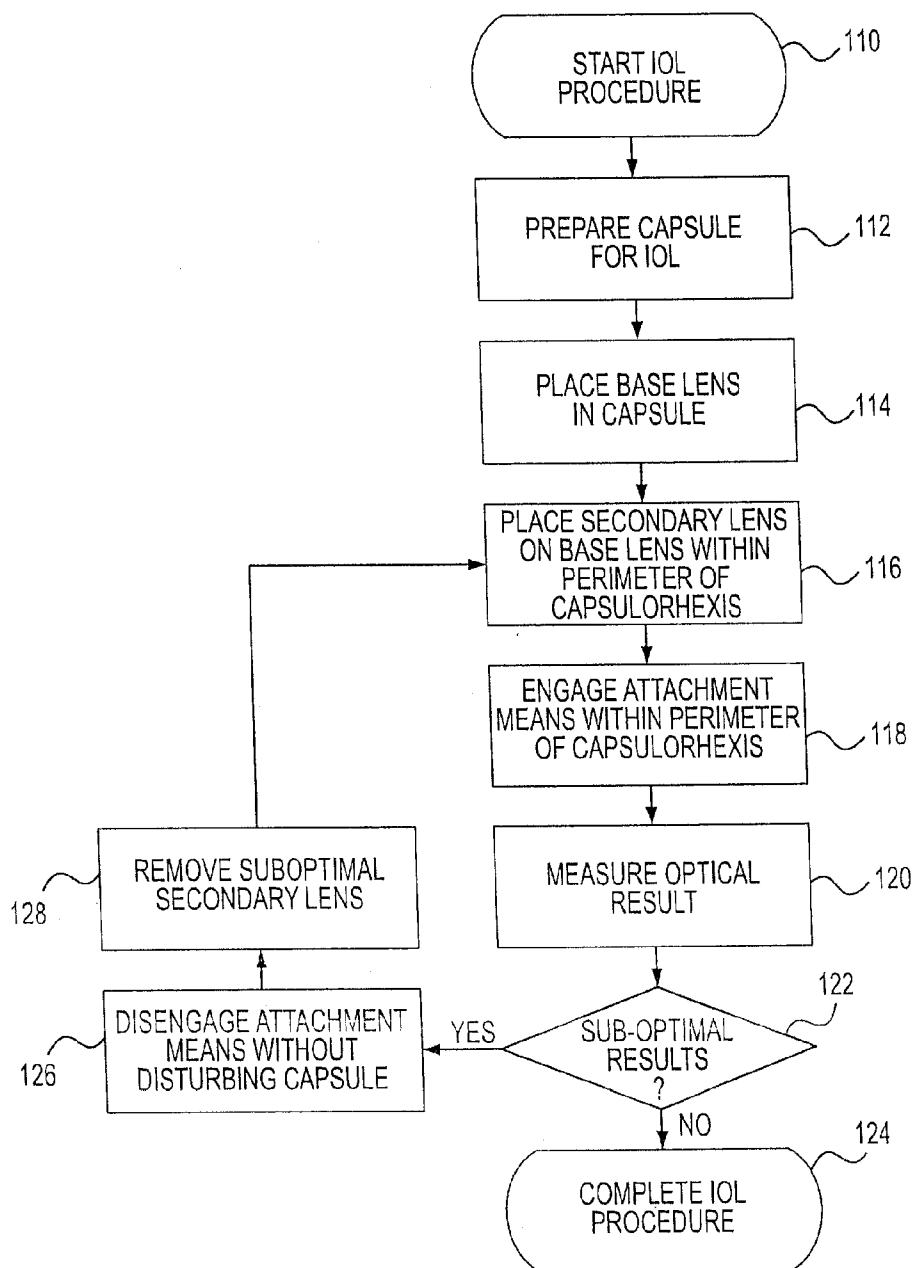 START IOL
PROCEDURE
110
PREPARE CAPSULE
FOR IOL
112
PLACE BASE LENS
IN CAPSULE
114
PLACE SECONDARY LENS
ON BASE LENS WITHIN
PERIMETER OF
CAPSULORHEXIS
116
ENGAGE ATTACHMENT
MEANS WITHIN PERIMETER
OF CAPSULORHEXIS
118
MEASURE OPTICAL
RESULT
120
SUB-OPTIMAL
RESULTS
?
122
YES
NO
DISENGAGE ATTACHMENT
MEANS WITHOUT
DISTURBING CAPSULE
126
REMOVE SUBOPTIMAL
SECONDARY LENS
128
COMPLETE IOL
PROCEDURE
124